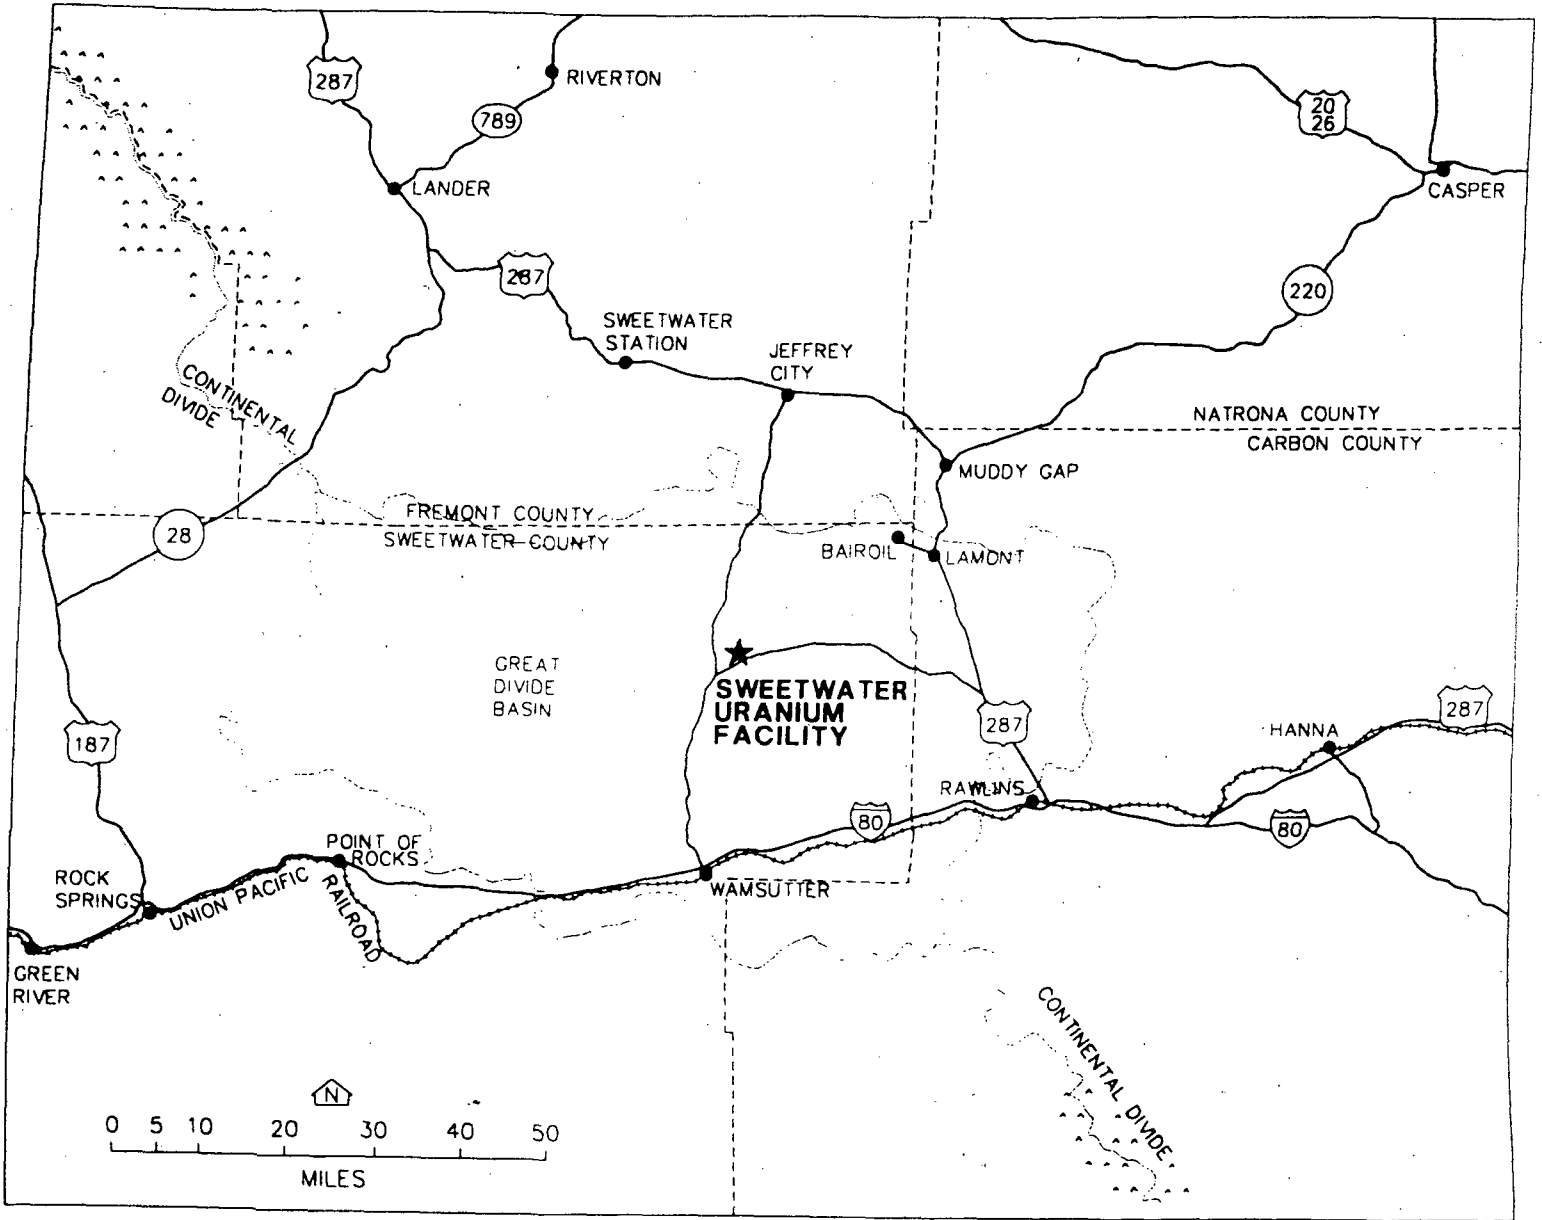 287
RIVERTON
789
20
26
LANDER
CASPER
287
220
SWEETWATER
STATION
JEFFREY
CITY
CONTINENTAL
DIVIDE
NATRONA COUNTY
CARBON COUNTY
MUDDY GAP
FREMONT COUNTY
SWEETWATER COUNTY
28
BAIROIL
LAMONT
GREAT
DIVIDE
BASIN
SWEETWATER
URANIUM
FACILITY
187
287
287
HANNA
RAWLINS
80
80
POINT OF
ROCKS
ROCK
SPRINGS
UNION PACIFIC
RAILROAD
WAMSUTTER
GREEN
RIVER
CONTINENTAL DIVIDE
N
0 5 10 20 30 40 50
MILES